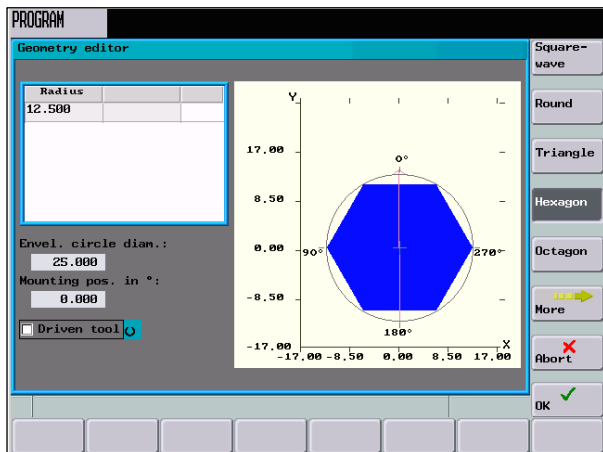 PROGRAM
Geometry editor
Radius
12.500
Envel. circle diam.:
25.000
Mounting pos. in °:
0.000
Driven tool
Y
17.00
8.50
0.00
-8.50
-17.00
0°
90°
270°
180°
X
-17.00 -8.50 0.00 8.50 17.00
Square-
wave
Round
Triangle
Hexagon
Octagon
More
Abort
OK